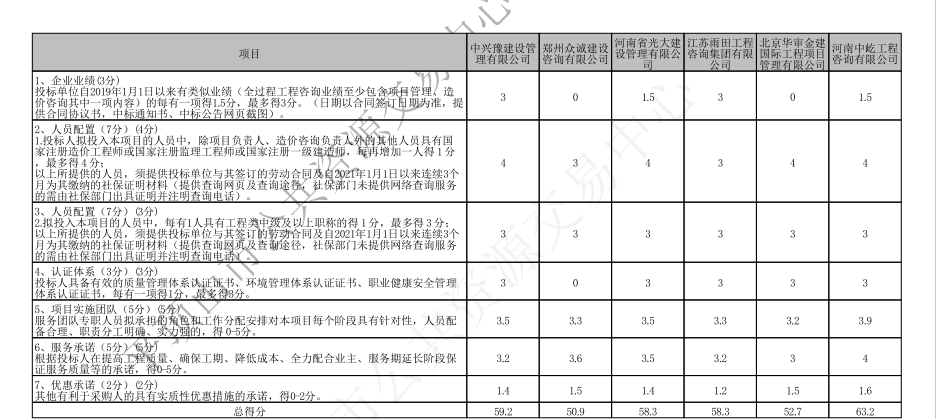 项目
中兴豫建设管
理有限公司
郑州众诚建设
咨询有限公司
河南省光大建
设管理有限公
司
江苏雨田工程
咨询集团有限
公司
北京华审金建
国际工程项目
管理有限公司
河南中屹工程
咨询有限公司
1、企业业绩(3分)
投标单位自2019年1月1日以来有类似业绩（全过程工程咨询业绩至少包含项目管理、造
价咨询其中一项内容）的每有一项得1.5分，最多得3分。（日期以合同签订日期为准，提
供合同协议书，中标通知书、中标公告网页截图）。
3 0 1.5 3 0 1.5
2、人员配置（7分）(4分)
1.投标人拟投入本项目的人员中，除项目负责人、造价咨询负责人外的其他人员具有国
家注册造价工程师或国家注册监理工程师或国家注册一级建造师，每再增加一人得 1 分
，最多得 4 分；
以上所提供的人员，须提供投标单位与其签订的劳动合同及自2021年1月1日以来连续3个
月为其缴纳的社保证明材料（提供查询网页及查询途径，社保部门未提供网络查询服务
的需由社保部门出具证明并注明查询电话）。
4 3 4 3 4 4
3、人员配置（7分）(3分)
2.拟投入本项目的人员中，每有1人具有工程类中级及以上职称的得 1 分，最多得 3 分；
以上所提供的人员，须提供投标单位与其签订的劳动合同及自2021年1月1日以来连续3个
月为其缴纳的社保证明材料（提供查询网页及查询途径，社保部门未提供网络查询服务
的需由社保部门出具证明并注明查询电话）。
3 3 3 3 3 3
4、认证体系（3分）(3分)
投标人具备有效的质量管理体系认证证书、环境管理体系认证证书、职业健康安全管理
体系认证证书，每有一项得1分，最多得3分。
3 0 3 3 3 3
5、项目实施团队（5分）(5分)
服务团队专职人员拟承担的角色和工作分配安排对本项目每个阶段具有针对性，人员配
备合理、职责分工明确、实力强的，得 0-5分。
3.5 3.3 3.5 3.3 3.2 3.9
6、服务承诺（5分）(5分)
根据投标人在提高工程质量、确保工期、降低成本、全力配合业主、服务期延长阶段保
证服务质量等的承诺，得0-5分。
3.2 3.6 3.5 3.2 3 4
7、优惠承诺（2分）(2分)
其他有利于采购人的具有实质性优惠措施的承诺，得0-2分。
1.4 1.5 1.4 1.2 1.5 1.6
总得分 59.2 50.9 58.3 58.3 52.7 63.2